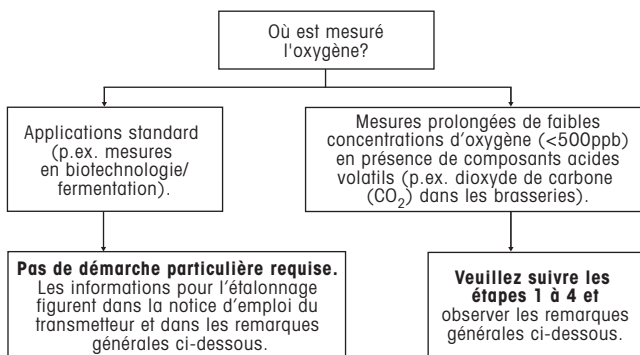 Où est mesuré
l'oxygène?
Applications standard
(p.ex. mesures
en biotechnologie/
fermentation).
Mesures prolongées de faibles
concentrations d'oxygène (<500ppb)
en présence de composants acides
volatils (p.ex. dioxyde de carbone
(CO₂) dans les brasseries).
Pas de démarche particulière requise.
Les informations pour l'étalonnage
figurent dans la notice d'emploi du
transmetteur et dans les remarques
générales ci-dessous.
Veuillez suivre les
étapes 1 à 4 et
observer les remarques
générales ci-dessous.